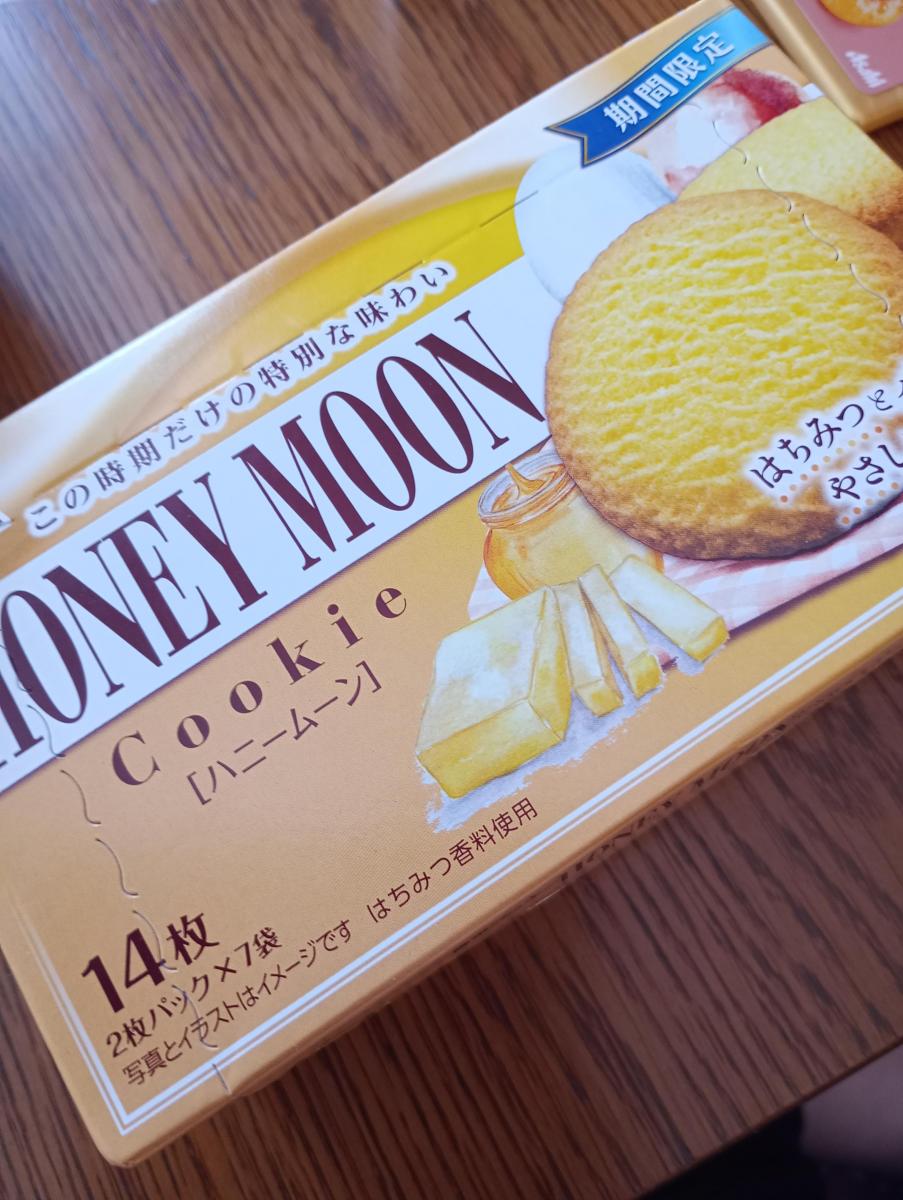 期間限定
この時期だけの特別な味わい
HONEY MOON
Cookie
[ハニームーン]
はちみつと
やさし
14枚
2枚パック×7袋
写真とイラストはイメージです はちみつ香料使用
HONEY MOON
Asahi